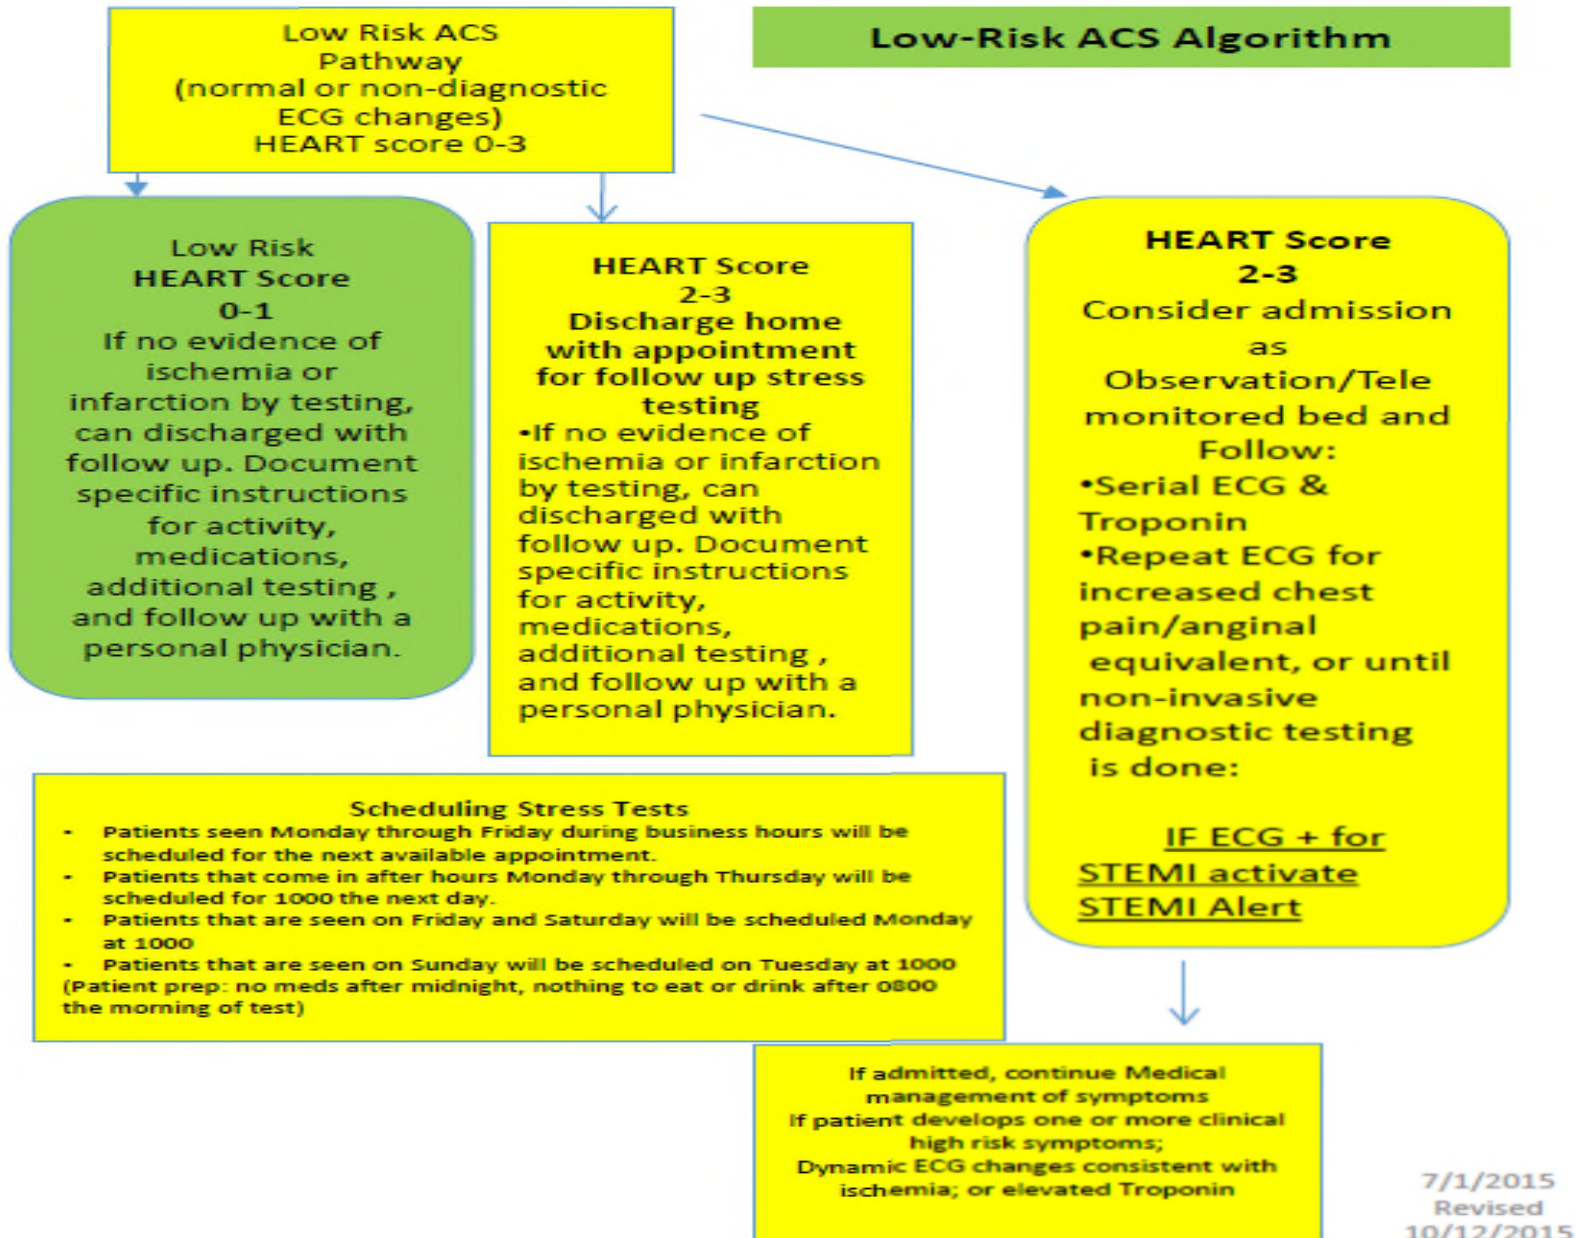 Low Risk ACS
Pathway
(normal or non-diagnostic
ECG changes)
HEART score 0-3
Low-Risk ACS Algorithm
Low Risk
HEART Score
0-1
If no evidence of
ischemia or
infarction by testing,
can discharged with
follow up. Document
specific instructions
for activity,
medications,
additional testing ,
and follow up with a
personal physician.
HEART Score
2-3
Discharge home
with appointment
for follow up stress
testing
•If no evidence of
ischemia or infarction
by testing, can
discharged with
follow up. Document
specific instructions
for activity,
medications,
additional testing ,
and follow up with a
personal physician.
HEART Score
2-3
Consider admission
as
Observation/Tele
monitored bed and
Follow:
•Serial ECG &
Troponin
•Repeat ECG for
increased chest
pain/anginal
equivalent, or until
non-invasive
diagnostic testing
is done:
IF ECG + for
STEMI activate
STEMI Alert
Scheduling Stress Tests
• Patients seen Monday through Friday during business hours will be
scheduled for the next available appointment.
• Patients that come in after hours Monday through Thursday will be
scheduled for 1000 the next day.
• Patients that are seen on Friday and Saturday will be scheduled Monday
at 1000
• Patients that are seen on Sunday will be scheduled on Tuesday at 1000
(Patient prep: no meds after midnight, nothing to eat or drink after 0800
the morning of test)
If admitted, continue Medical
management of symptoms
If patient develops one or more clinical
high risk symptoms;
Dynamic ECG changes consistent with
ischemia; or elevated Troponin
7/1/2015
Revised
10/12/2015